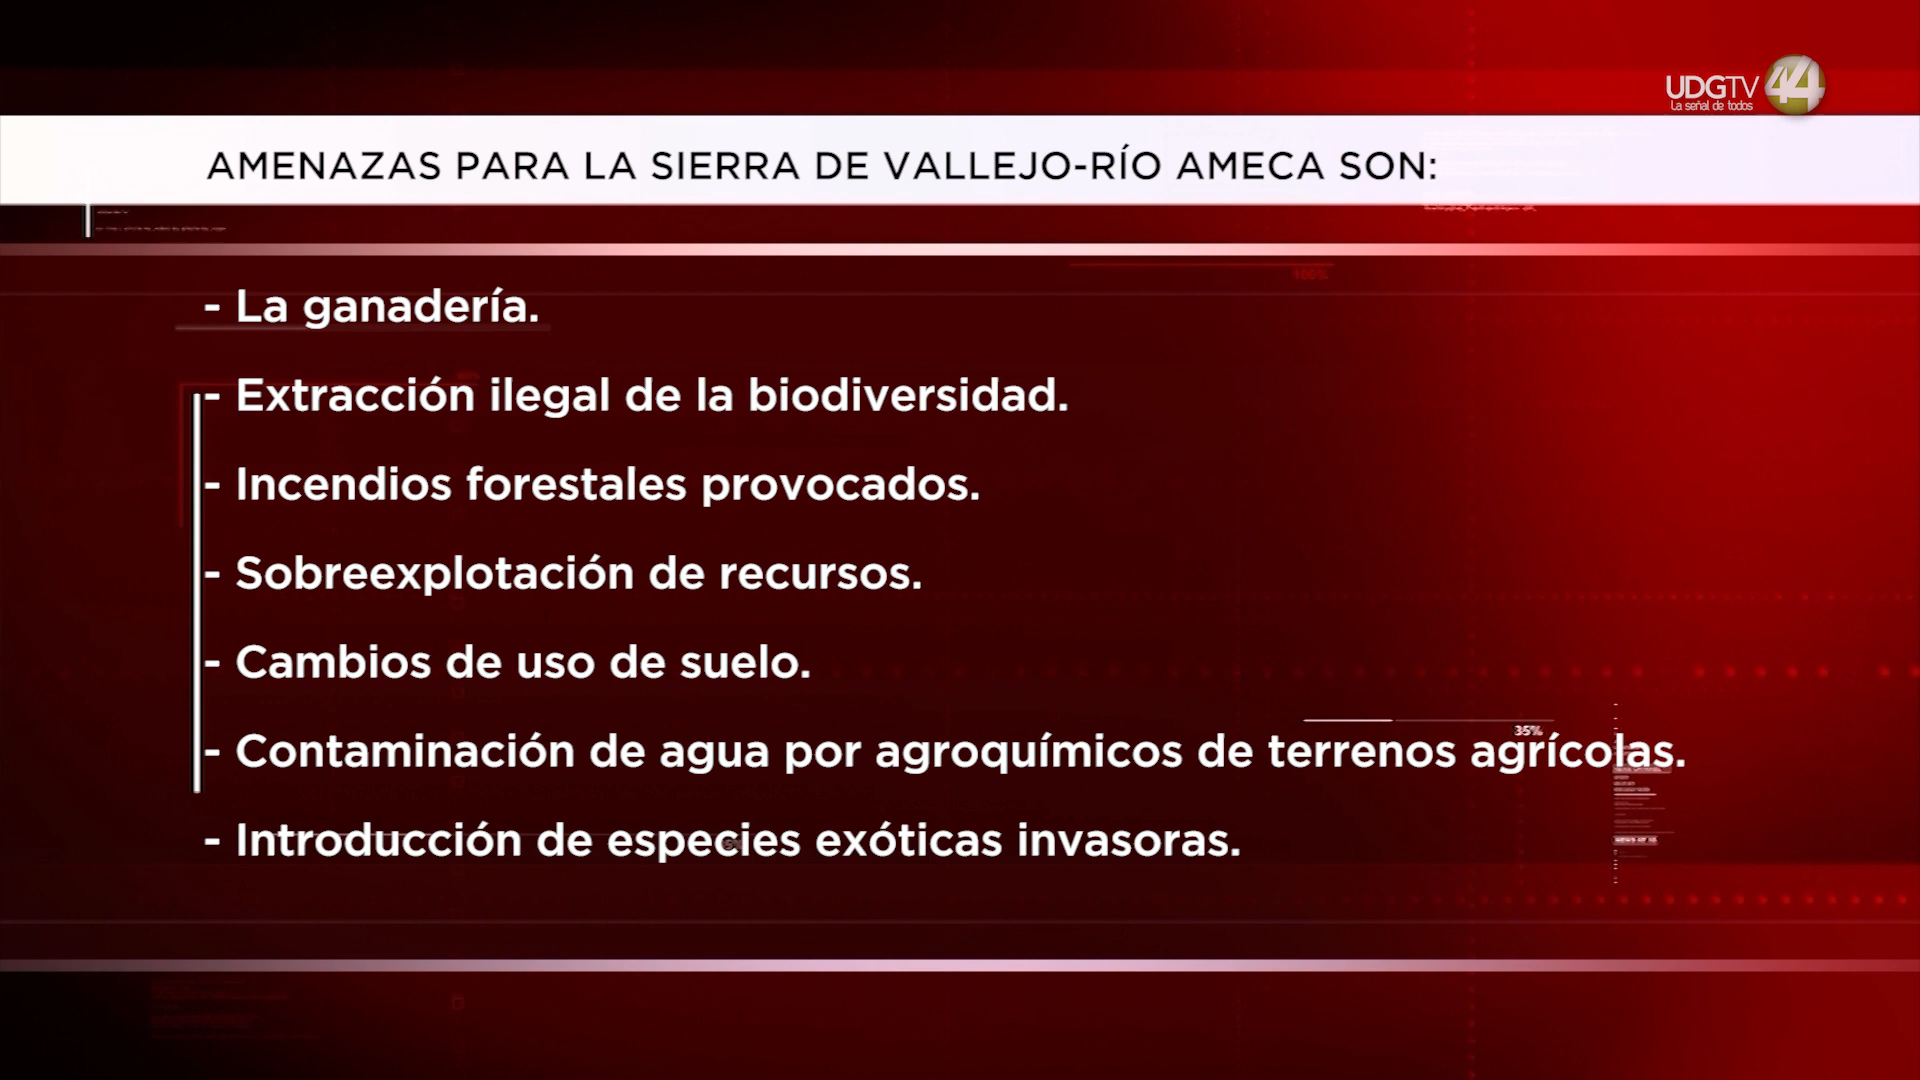 UDGTV 44
La señal de todos
AMENAZAS PARA LA SIERRA DE VALLEJO-RÍO AMECA SON:
100%
- La ganadería.
- Extracción ilegal de la biodiversidad.
- Incendios forestales provocados.
- Sobreexplotación de recursos.
- Cambios de uso de suelo.
35%
- Contaminación de agua por agroquímicos de terrenos agrícolas.
- Introducción de especies exóticas invasoras.